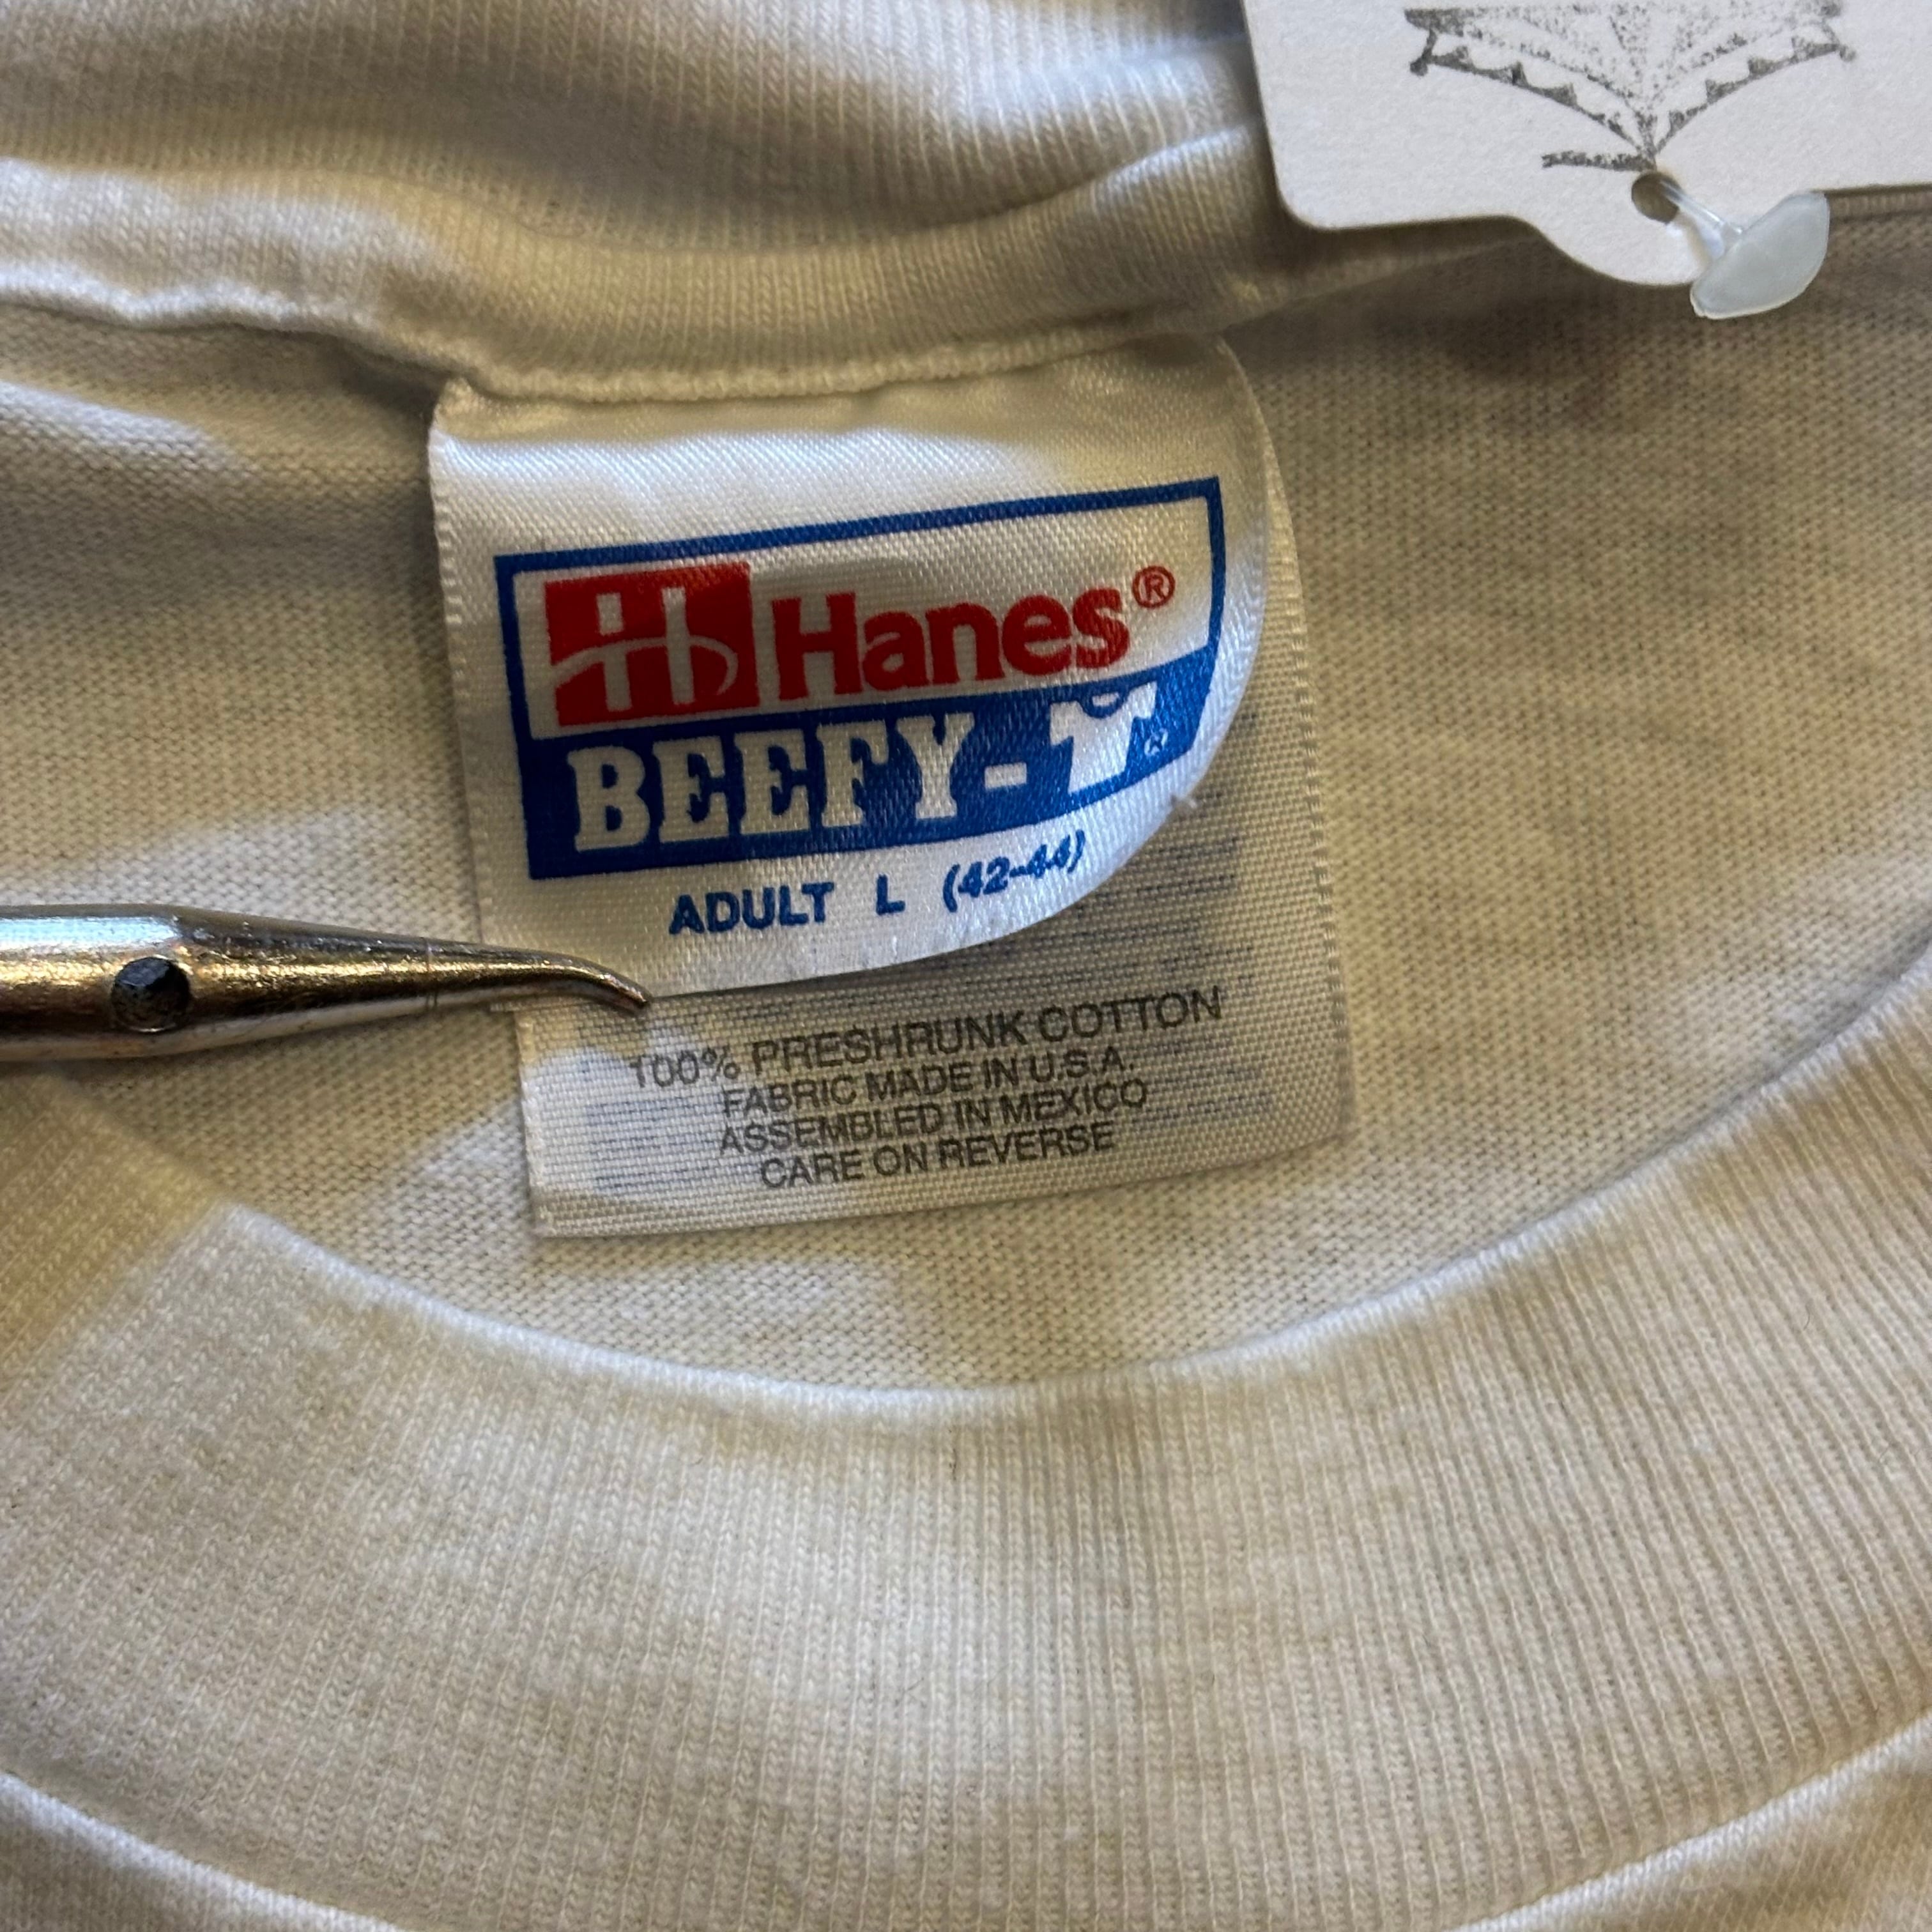 Hanes®
BEEFY-T®
ADULT L (42-44)
100% PRESHRUNK COTTON
FABRIC MADE IN U.S.A.
ASSEMBLED IN MEXICO
CARE ON REVERSE